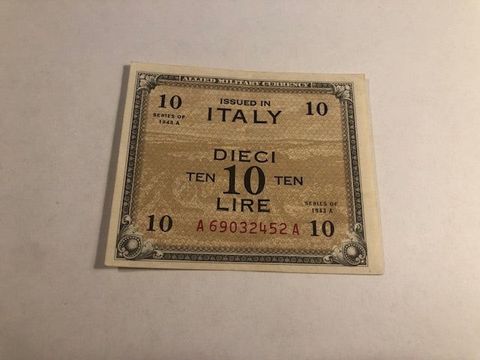 ALLIED MILITARY CURRENCY
10 ISSUED IN 10
SERIES OF
1943 A
ITALY
DIECI
TEN 10 TEN
LIRE
SERIES OF
1943 A
10 A 69032452 A 10